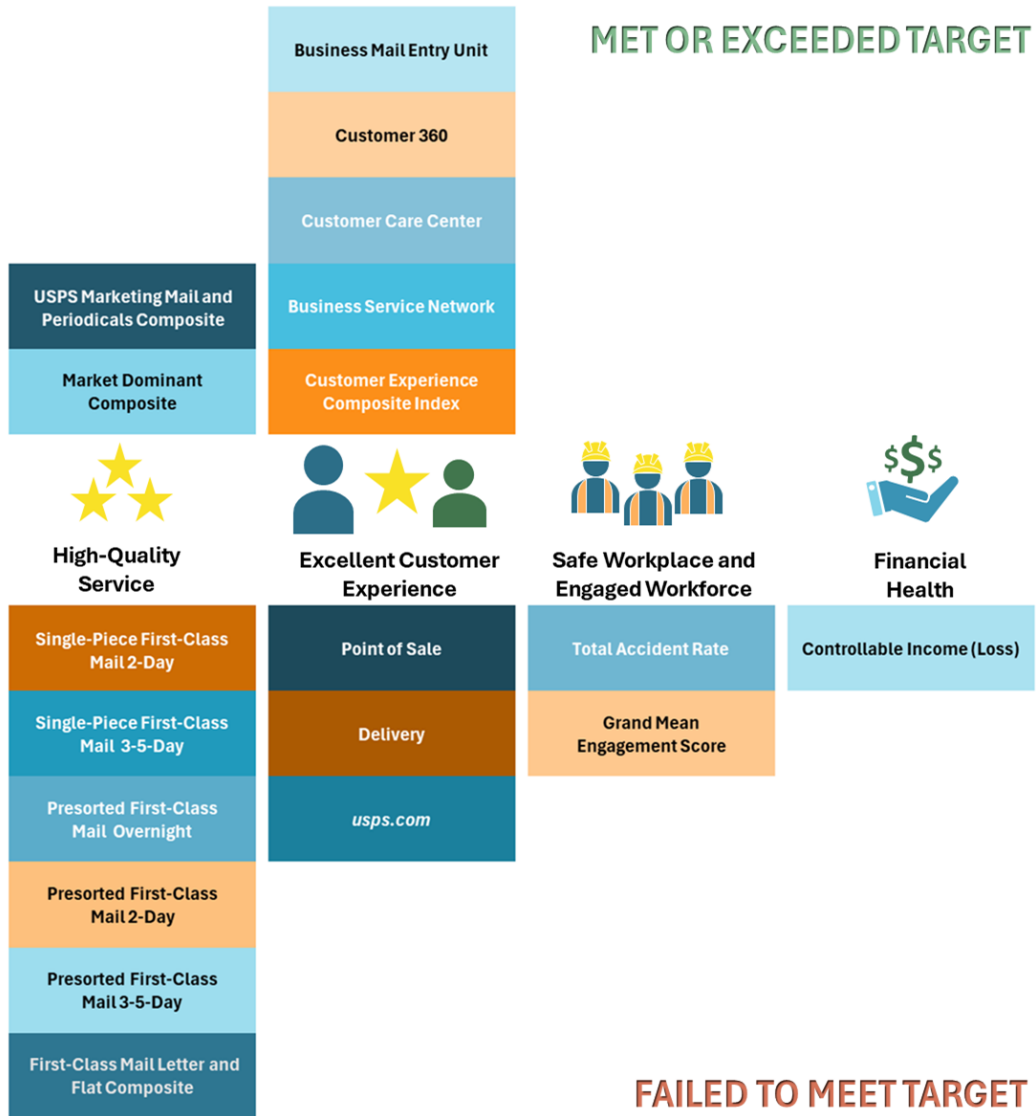 MET OR EXCEEDED TARGET
Business Mail Entry Unit
Customer 360
Customer Care Center
USPS Marketing Mail and
Periodicals Composite
Business Service Network
Market Dominant
Composite
Customer Experience
Composite Index
$$$
High-Quality
Service
Excellent Customer
Experience
Safe Workplace and
Engaged Workforce
Financial
Health
Single-Piece First-Class
Mail 2-Day
Point of Sale
Total Accident Rate
Controllable Income (Loss)
Single-Piece First-Class
Mail 3-5-Day
Delivery
Grand Mean
Engagement Score
Presorted First-Class
Mail Overnight
usps.com
Presorted First-Class
Mail 2-Day
Presorted First-Class
Mail 3-5-Day
First-Class Mail Letter and
Flat Composite
FAILED TO MEET TARGET